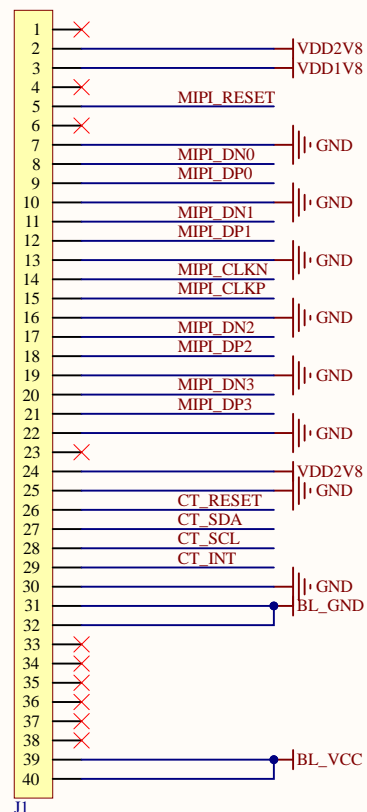 1
2 VDD2V8
3 VDD1V8
4
5 MIPI_RESET
6
7 GND
8 MIPI_DN0
9 MIPI_DP0
10 GND
11 MIPI_DN1
12 MIPI_DP1
13 GND
14 MIPI_CLKN
15 MIPI_CLKP
16 GND
17 MIPI_DN2
18 MIPI_DP2
19 GND
20 MIPI_DN3
21 MIPI_DP3
22 GND
23
24 VDD2V8
25 GND
26 CT_RESET
27 CT_SDA
28 CT_SCL
29 CT_INT
30 GND
31 BL_GND
32
33
34
35
36
37
38
39 BL_VCC
40
J1